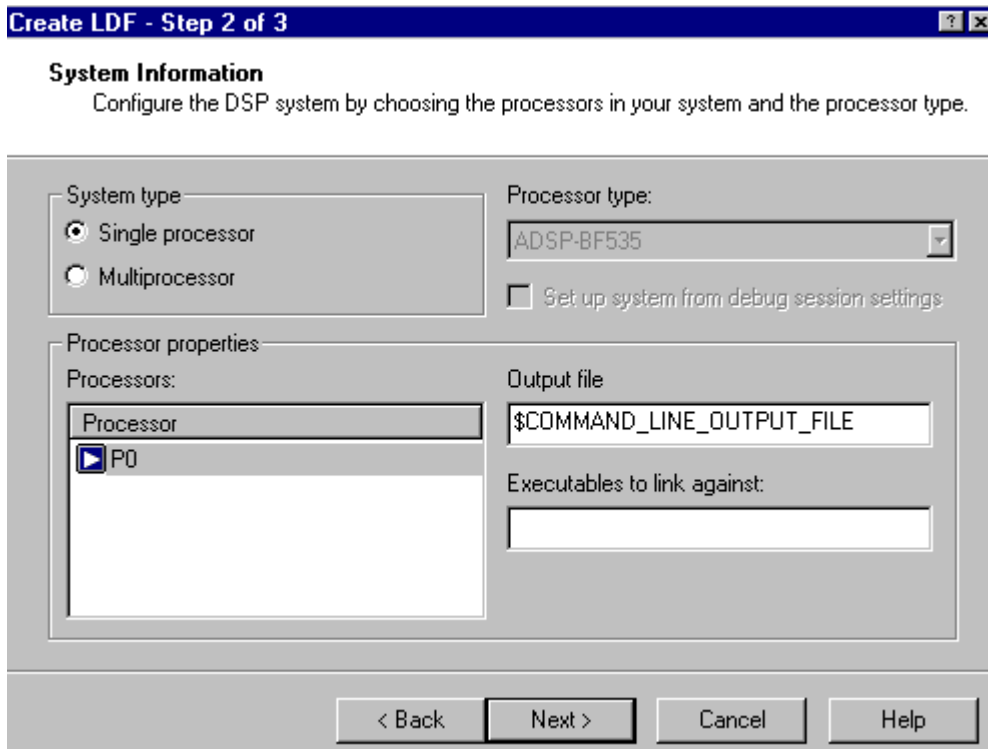 Create LDF - Step 2 of 3
System Information
Configure the DSP system by choosing the processors in your system and the processor type.
System type
Single processor
Multiprocessor
Processor type:
ADSP-BF535
Set up system from debug session settings
Processor properties
Processors:
Processor
P0
Output file
$COMMAND_LINE_OUTPUT_FILE
Executables to link against:
< Back
Next >
Cancel
Help